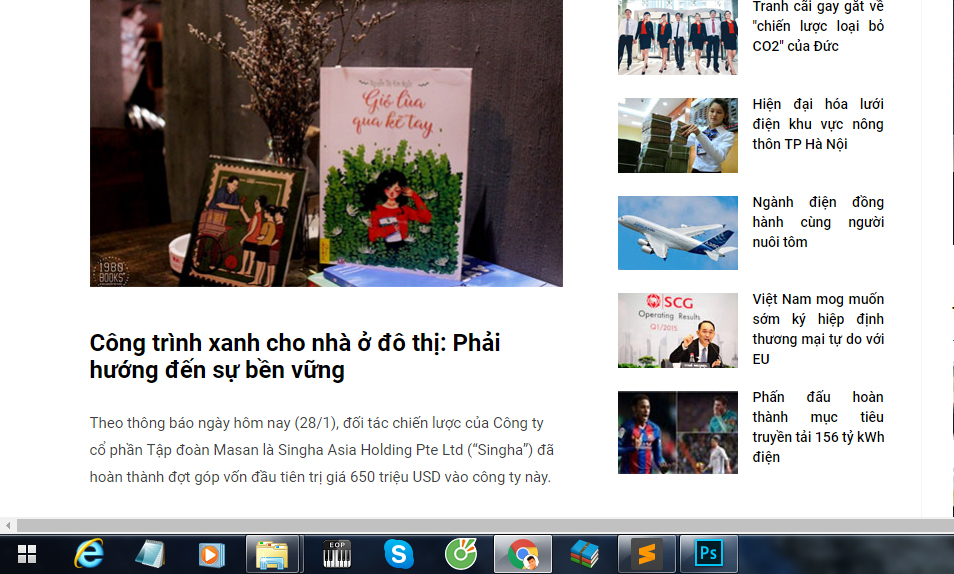 Nguyễn Thị Kim Ngân
Gió lùa
qua kẽ tay
1980
BOOKS
Công trình xanh cho nhà ở đô thị: Phải
hướng đến sự bền vững
Theo thông báo ngày hôm nay (28/1), đối tác chiến lược của Công ty
cổ phần Tập đoàn Masan là Singha Asia Holding Pte Ltd (“Singha”) đã
hoàn thành đợt góp vốn đầu tiên trị giá 650 triệu USD vào công ty này.
Tranh cãi gay gắt về
"chiến lược loại bỏ
CO2" của Đức
Hiện đại hóa lưới
điện khu vực nông
thôn TP Hà Nội
Ngành điện đồng
hành cùng người
nuôi tôm
SCG
Operating Results
Q1/2015
Việt Nam mog muốn
sớm ký hiệp định
thương mại tự do với
EU
Phấn đấu hoàn
thành mục tiêu
truyền tải 156 tỷ kWh
điện
EOP
Ps